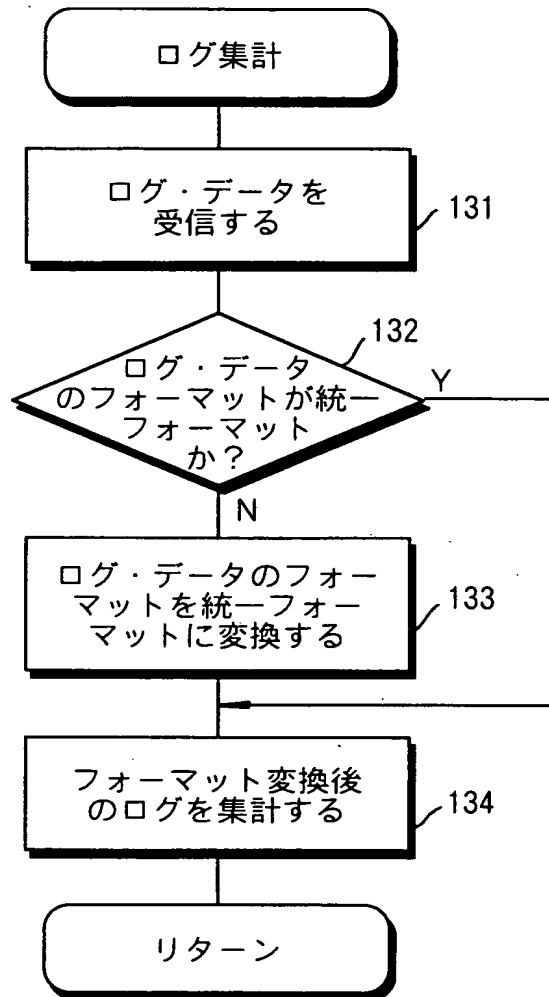 ログ集計
ログ・データを
受信する
131
132
ログ・データ
のフォーマットが統一
フォーマット
か？
Y
N
ログ・データのフォー
マットを統一フォー
マットに変換する
133
フォーマット変換後
のログを集計する
134
リターン